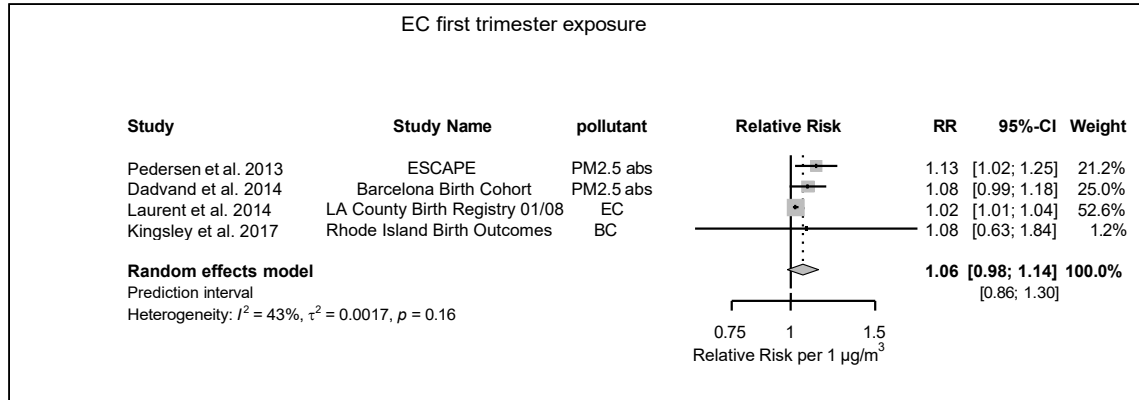 EC first trimester exposure
Study Study Name pollutant Relative Risk RR 95%-CI Weight
Pedersen et al. 2013 ESCAPE PM2.5 abs 1.13 [1.02; 1.25] 21.2%
Dadvand et al. 2014 Barcelona Birth Cohort PM2.5 abs 1.08 [0.99; 1.18] 25.0%
Laurent et al. 2014 LA County Birth Registry 01/08 EC 1.02 [1.01; 1.04] 52.6%
Kingsley et al. 2017 Rhode Island Birth Outcomes BC 1.08 [0.63; 1.84] 1.2%
Random effects model 1.06 [0.98; 1.14] 100.0%
Prediction interval [0.86; 1.30]
Heterogeneity: I² = 43%, τ² = 0.0017, p = 0.16
0.75 1 1.5
Relative Risk per 1 µg/m³